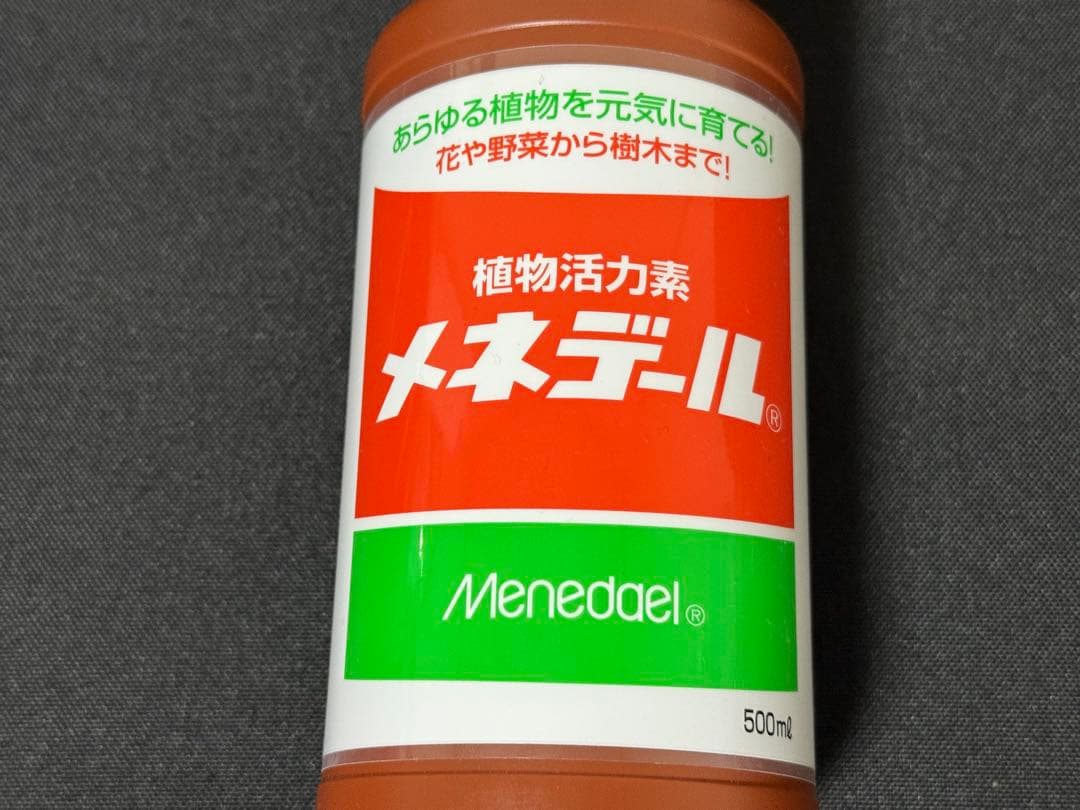 あらゆる植物を元気に育てる!
花や野菜から樹木まで!
植物活力素
メネデール®
Menedael®
500ml